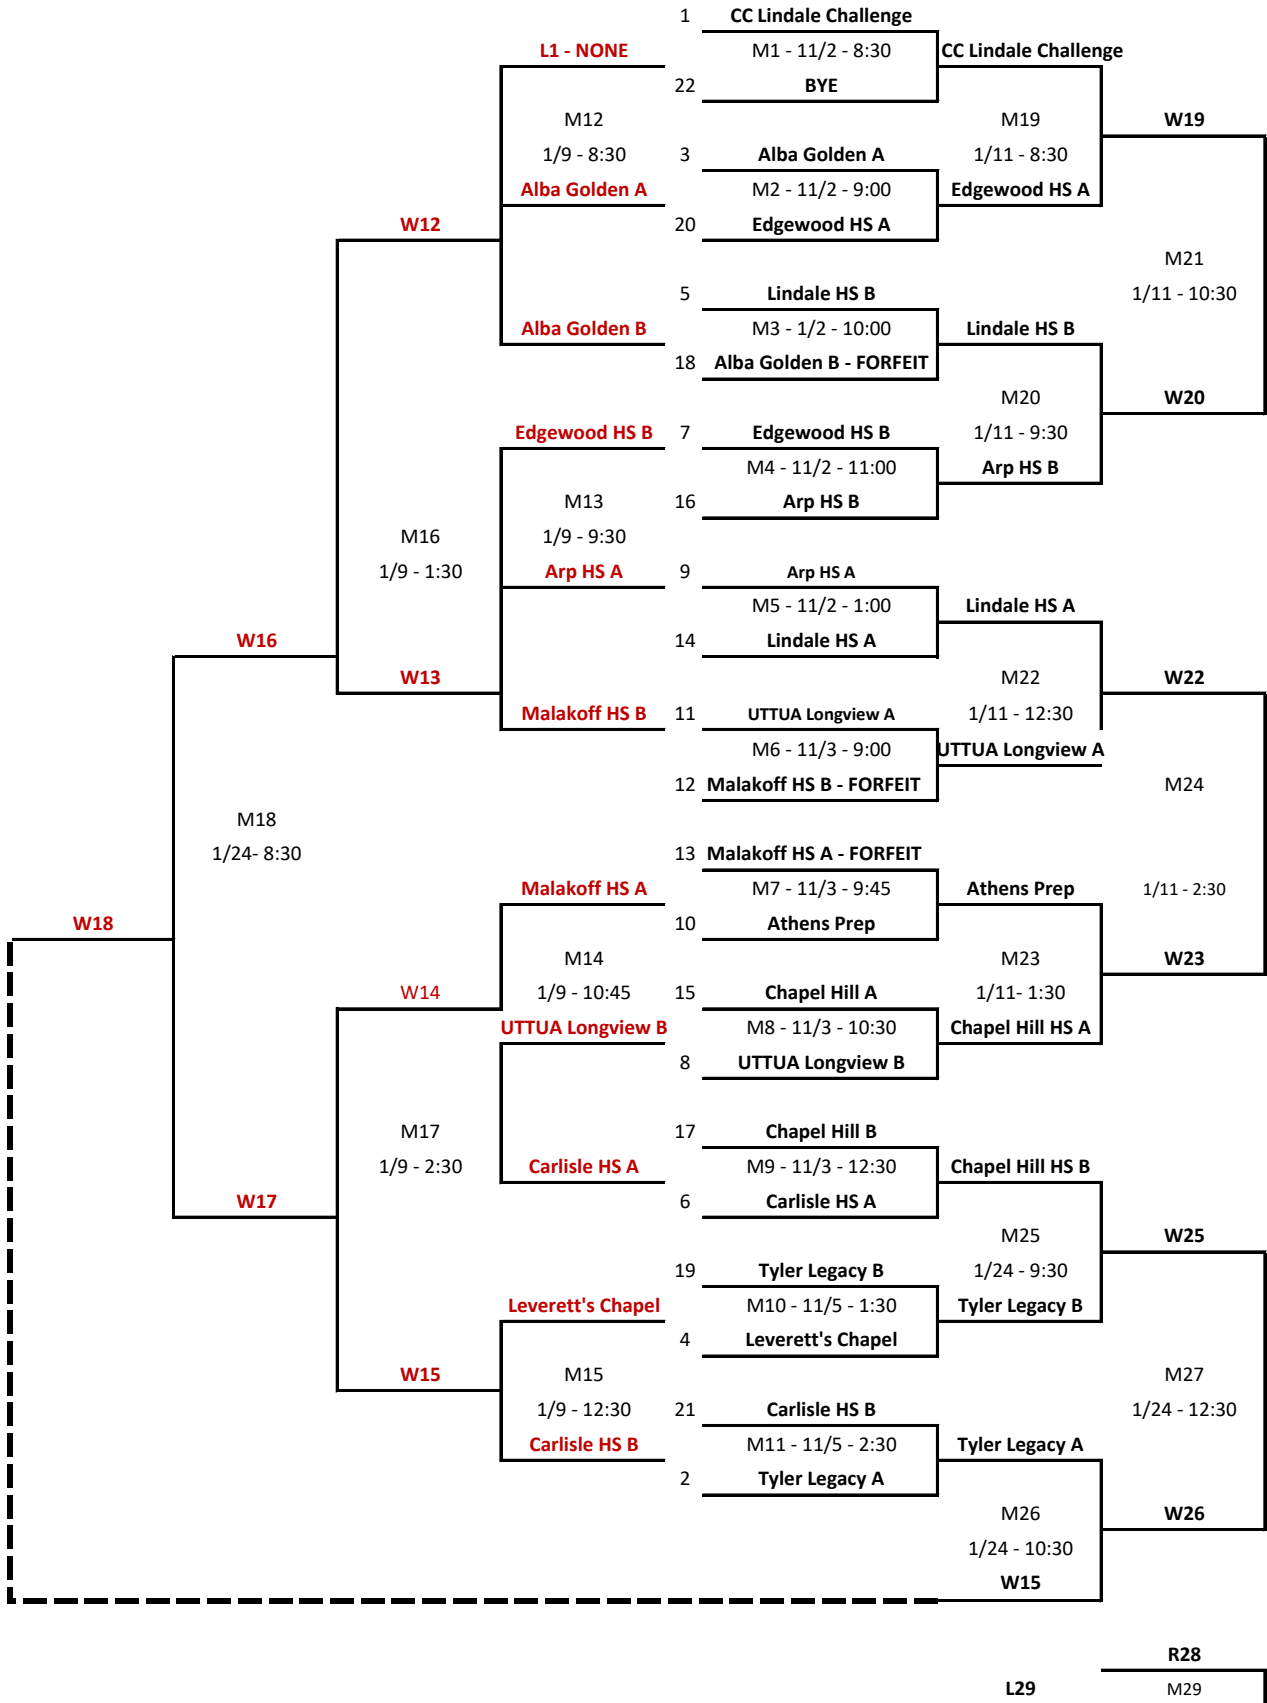 1 CC Lindale Challenge
L1 - NONE M1 - 11/2 - 8:30 CC Lindale Challenge
22 BYE
M12 M19 W19
1/9 - 8:30 3 Alba Golden A 1/11 - 8:30
Alba Golden A M2 - 11/2 - 9:00 Edgewood HS A
W12 20 Edgewood HS A
M21
5 Lindale HS B 1/11 - 10:30
Alba Golden B M3 - 1/2 - 10:00 Lindale HS B
18 Alba Golden B - FORFEIT
M20 W20
Edgewood HS B 7 Edgewood HS B 1/11 - 9:30
M4 - 11/2 - 11:00 Arp HS B
M13 16 Arp HS B
M16 1/9 - 9:30
1/9 - 1:30 Arp HS A 9 Arp HS A
M5 - 11/2 - 1:00 Lindale HS A
W16 14 Lindale HS A
W13 M22 W22
Malakoff HS B 11 UTTUA Longview A 1/11 - 12:30
M6 - 11/3 - 9:00 UTTUA Longview A
12 Malakoff HS B - FORFEIT M24
M18
1/24- 8:30 13 Malakoff HS A - FORFEIT
Malakoff HS A M7 - 11/3 - 9:45 Athens Prep 1/11 - 2:30
W18 10 Athens Prep
M14 M23 W23
W14 1/9 - 10:45 15 Chapel Hill A 1/11- 1:30
UTTUA Longview B M8 - 11/3 - 10:30 Chapel Hill HS A
8 UTTUA Longview B
M17 17 Chapel Hill B
1/9 - 2:30 Carlisle HS A M9 - 11/3 - 12:30 Chapel Hill HS B
W17 6 Carlisle HS A
M25 W25
19 Tyler Legacy B 1/24 - 9:30
Leverett's Chapel M10 - 11/5 - 1:30 Tyler Legacy B
4 Leverett's Chapel
W15 M15 M27
1/9 - 12:30 21 Carlisle HS B 1/24 - 12:30
Carlisle HS B M11 - 11/5 - 2:30 Tyler Legacy A
2 Tyler Legacy A
M26 W26
1/24 - 10:30
W15
R28
L29 M29